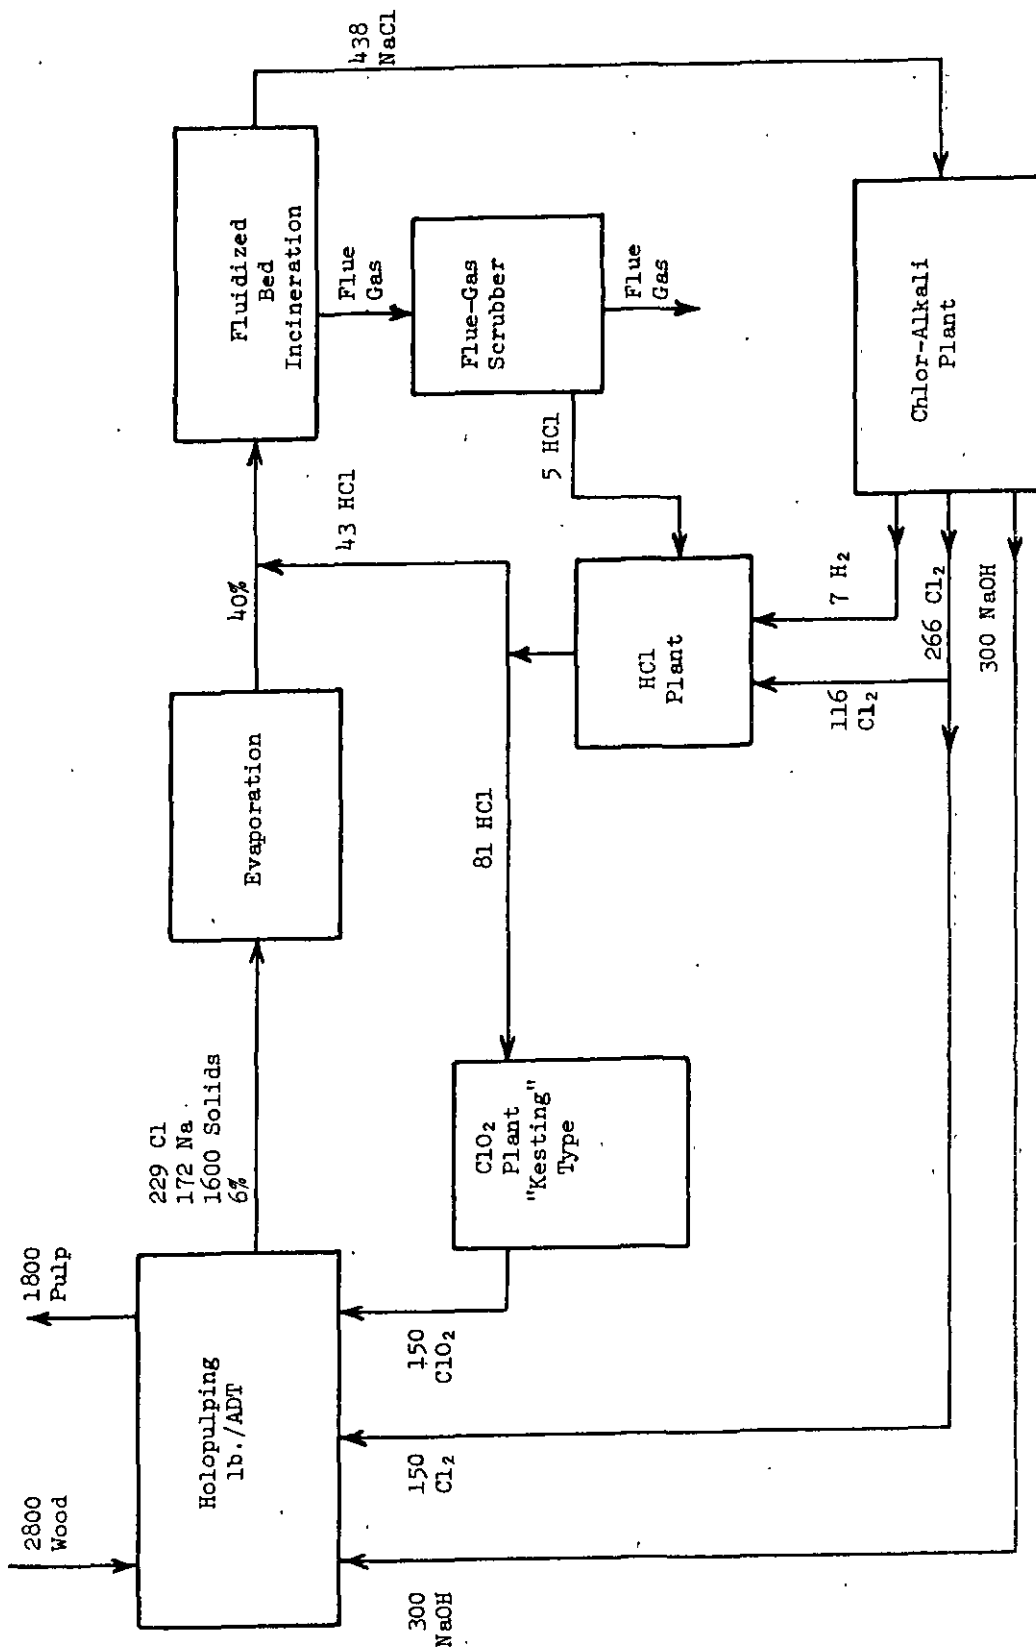 2800
Wood
1800
Pulp
Holopulping
lb./ADT
229 Cl
172 Na
1600 Solids
6%
Evaporation
40%
Fluidized
Bed
Incineration
438
NaCl
43 HCl
Flue
Gas
Flue-Gas
Scrubber
Flue
Gas
5 HCl
81 HCl
ClO₂
Plant
"Kesting"
Type
150
ClO₂
HCl
Plant
7 H₂
116
Cl₂
266 Cl₂
300 NaOH
Chlor-Alkali
Plant
150
Cl₂
300
NaOH